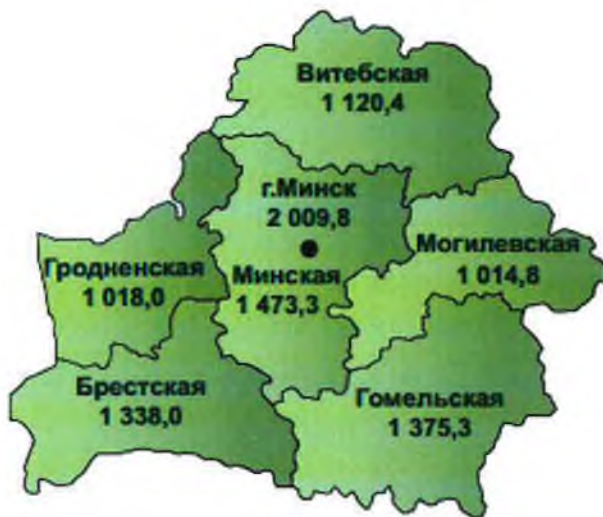 Витебская
1 120,4
г.Минск
2 009,8
Могилевская
1 014,8
Гродненская
1 018,0
Минская
1 473,3
Брестская
1 338,0
Гомельская
1 375,3